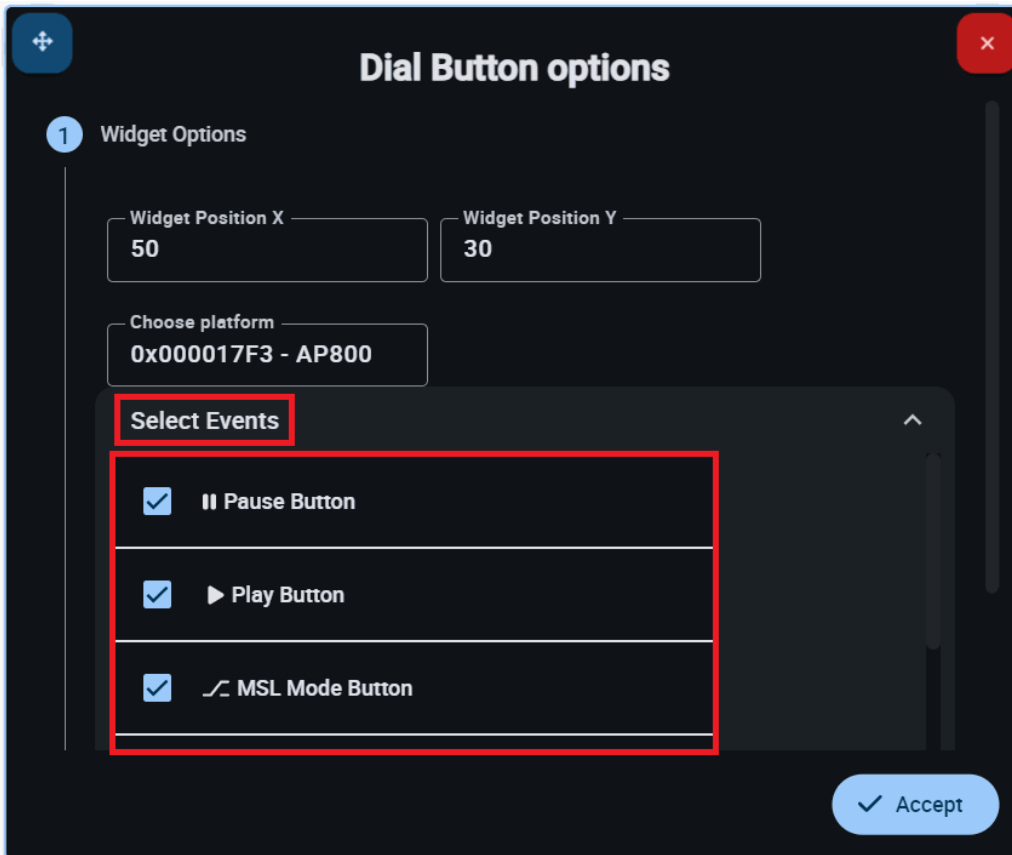 Dial Button options
1 Widget Options
Widget Position X
50
Widget Position Y
30
Choose platform
0x000017F3 - AP800
Select Events
Pause Button
Play Button
MSL Mode Button
Accept